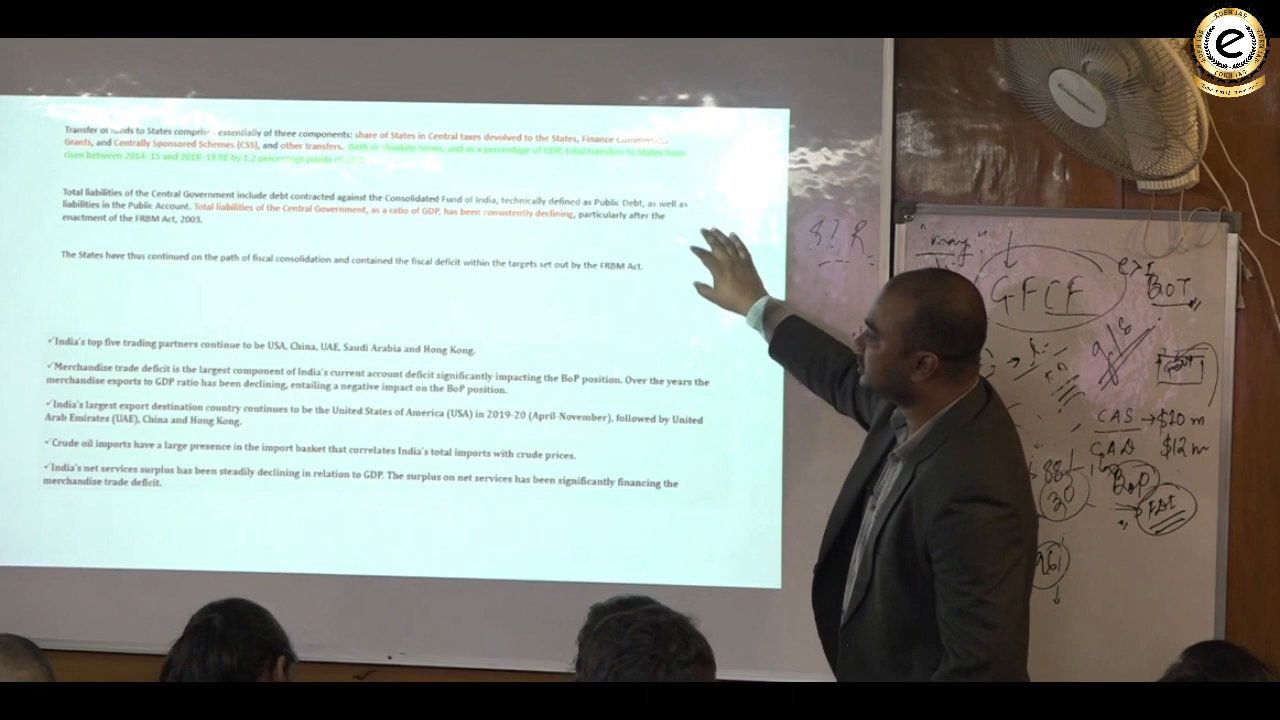 Transfer of funds to States comprise essentially of three components: share of States in Central taxes devolved to the States, Finance Commission
Grants, and Centrally Sponsored Schemes (CSS), and other transfers. Both in absolute terms, and as a percentage of GDP, total transfers to States have
risen between 2014-15 and 2018-19 RE by 1.2 percentage points of
Total liabilities of the Central Government include debt contracted against the Consolidated Fund of India, technically defined as Public Debt, as well as
liabilities in the Public Account. Total liabilities of the Central Government, as a ratio of GDP, has been consistently declining, particularly after the
enactment of the FRBM Act, 2003.
The States have thus continued on the path of fiscal consolidation and contained the fiscal deficit within the targets set out by the FRBM Act.
✓India's top five trading partners continue to be USA, China, UAE, Saudi Arabia and Hong Kong.
✓Merchandise trade deficit is the largest component of India's current account deficit significantly impacting the BoP position. Over the years the
merchandise exports to GDP ratio has been declining, entailing a negative impact on the BoP position.
✓India's largest export destination country continues to be the United States of America (USA) in 2019-20 (April-November), followed by United
Arab Emirates (UAE), China and Hong Kong.
✓Crude oil imports have a large presence in the import basket that correlates India's total imports with crude prices.
✓India's net services surplus has been steadily declining in relation to GDP. The surplus on net services has been significantly financing the
merchandise trade deficit.
GFCF
BOT
CAS → $10 m
CAD $12 m
BoP
FDI
Crompton
e
EDEN IAS